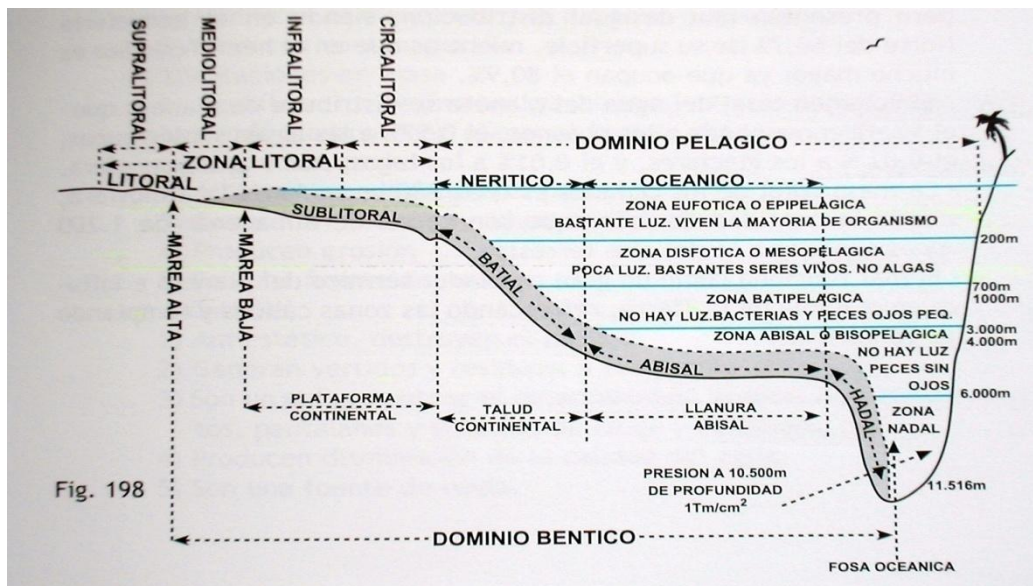 SUPRALITORAL
MEDIOLITORAL
INFRALITORAL
CIRCALITORAL
ZONA LITORAL
DOMINIO PELAGICO
LITORAL
NERITICO
OCEANICO
SUBLITORAL
ZONA EUFOTICA O EPIPELAGICA
BASTANTE LUZ. VIVEN LA MAYORIA DE ORGANISMO
200m
MAREA ALTA
MAREA BAJA
BATIAL
ZONA DISFOTICA O MESOPELAGICA
POCA LUZ. BASTANTES SERES VIVOS. NO ALGAS
700m
1000m
ZONA BATIPELAGICA
NO HAY LUZ.BACTERIAS Y PECES OJOS PEQ.
3.000m
ZONA ABISAL O ABISOPELAGICA
4.000m
NO HAY LUZ
PECES SIN
OJOS
ABISAL
HADAL
6.000m
PLATAFORMA
CONTINENTAL
TALUD
CONTINENTAL
LLANURA
ABISAL
ZONA
NADAL
PRESION A 10.500m
DE PROFUNDIDAD
1Tm/cm²
11.516m
Fig. 198
DOMINIO BENTICO
FOSA OCEANICA